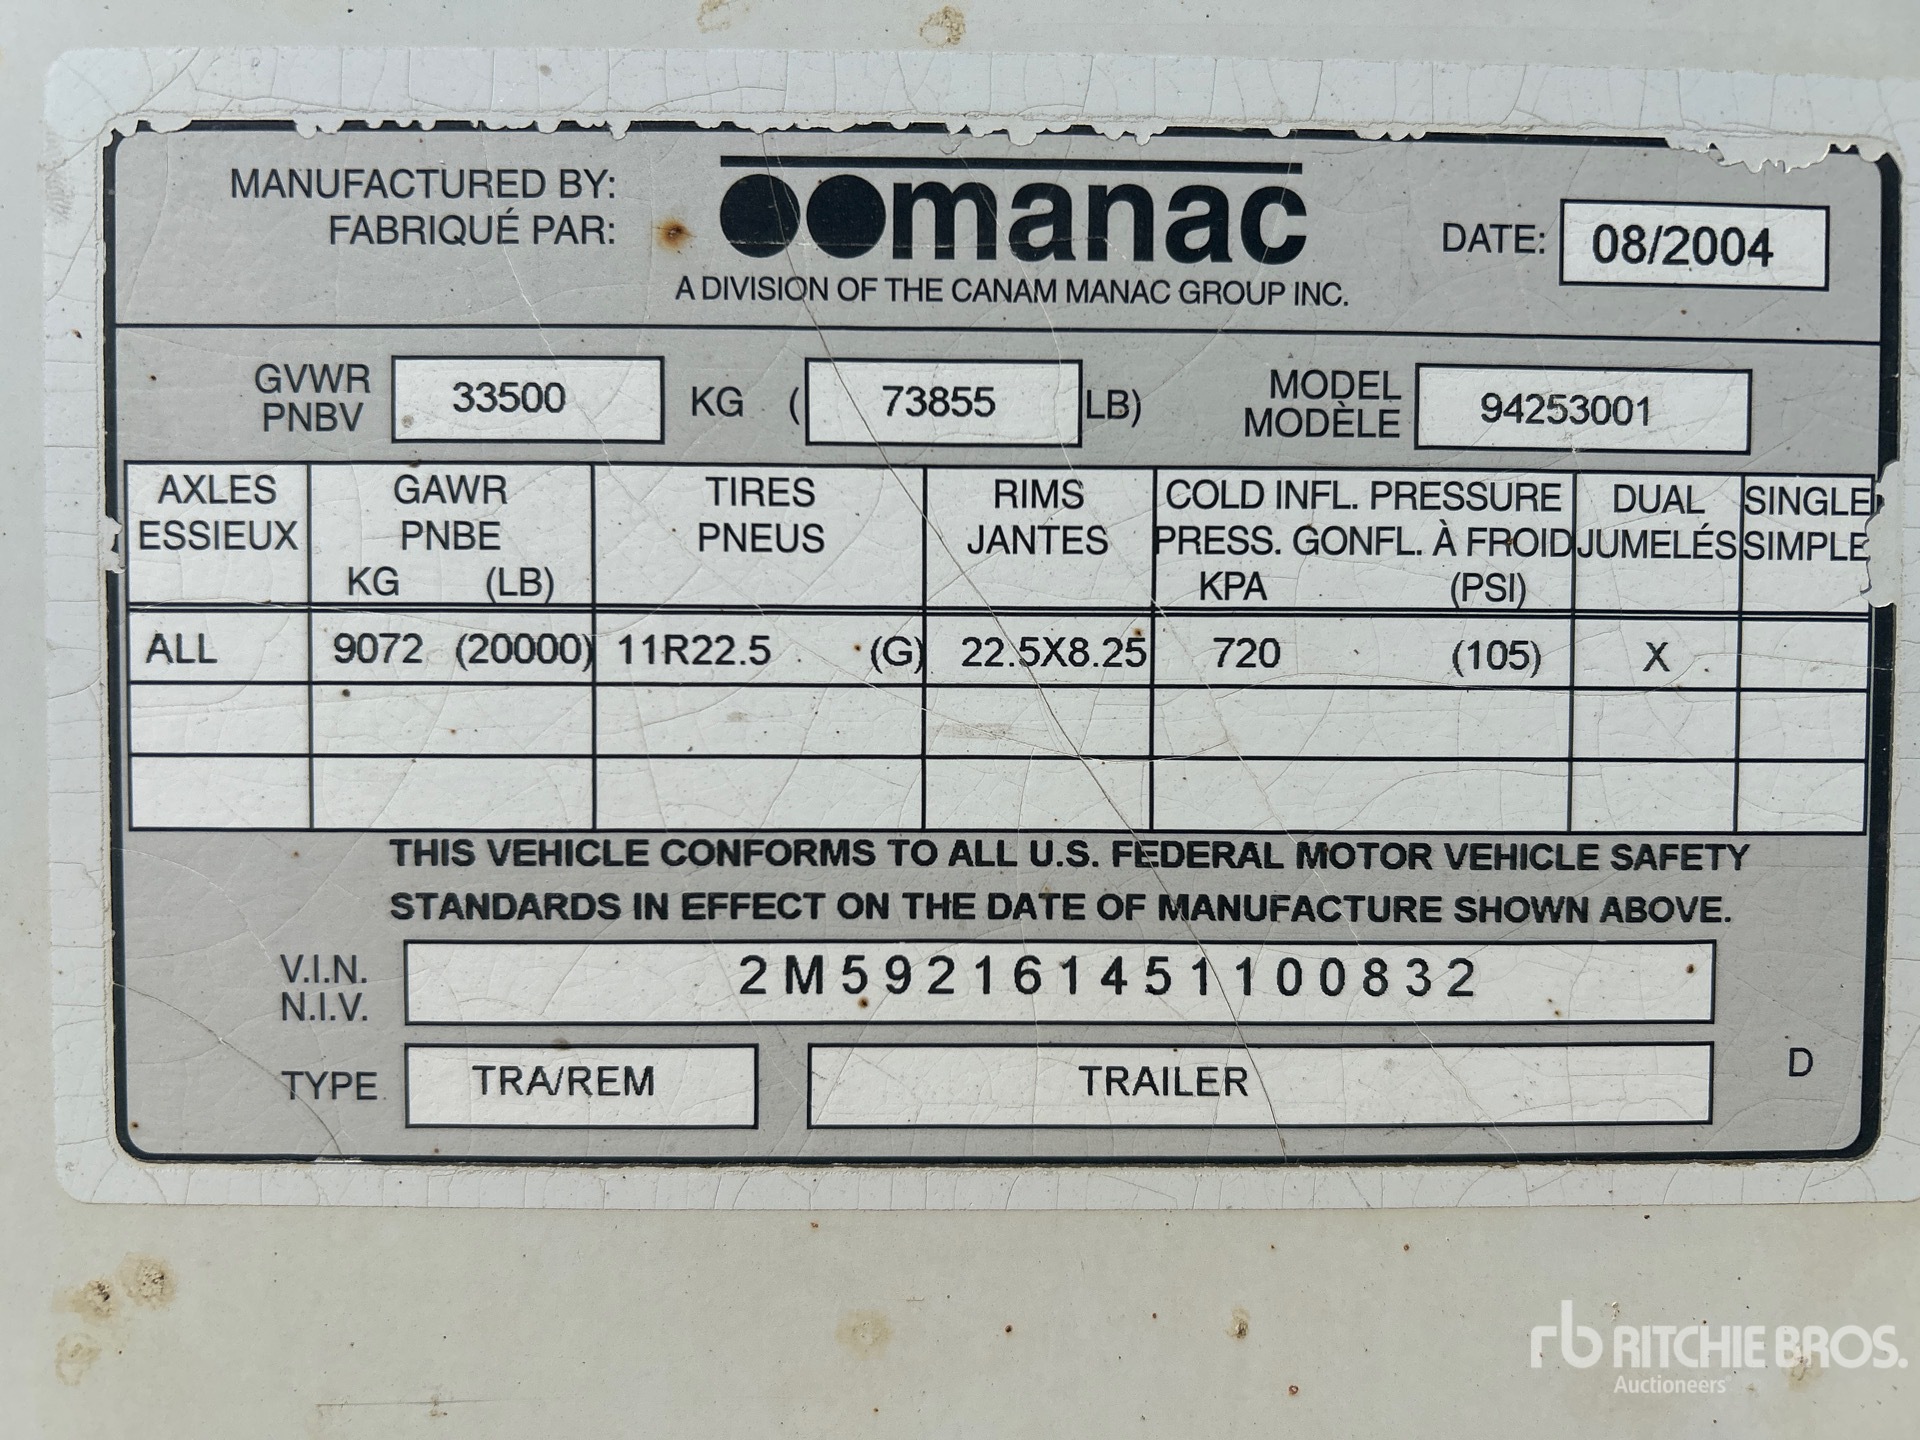 MANUFACTURED BY:
FABRIQUÉ PAR:
manac
A DIVISION OF THE CANAM MANAC GROUP INC.
DATE: 08/2004
GVWR
PNBV
33500 KG ( 73855 LB)
MODEL
MODÈLE
94253001
AXLES
ESSIEUX
GAWR
PNBE
KG (LB)
TIRES
PNEUS
RIMS
JANTES
COLD INFL. PRESSURE
PRESS. GONFL. À FROID
KPA (PSI)
DUAL
JUMELÉS
SINGLE
SIMPLE
ALL 9072 (20000) 11R22.5 (G) 22.5X8.25 720 (105) X
THIS VEHICLE CONFORMS TO ALL U.S. FEDERAL MOTOR VEHICLE SAFETY
STANDARDS IN EFFECT ON THE DATE OF MANUFACTURE SHOWN ABOVE.
V.I.N.
N.I.V.
2M592161451100832
TYPE TRA/REM TRAILER D
rb RITCHIE BROS.
Auctioneers